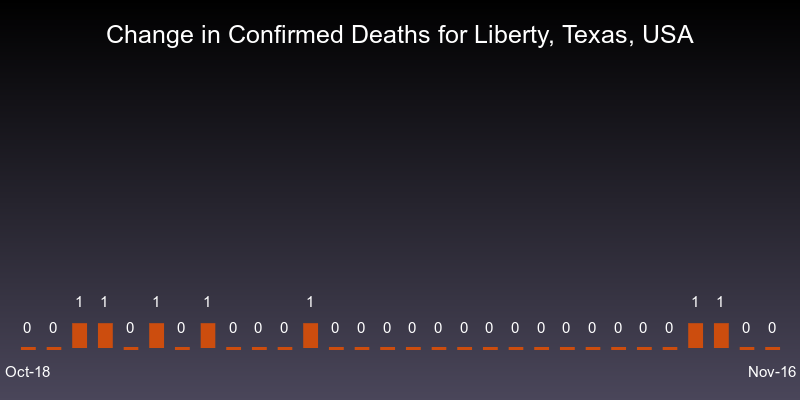 Change in Confirmed Deaths for Liberty, Texas, USA
1 1 1 1 1 1 1
0 0 0 0 0 0 0 0 0 0 0 0 0 0 0 0 0 0 0 0 0 0 0
Oct-18 Nov-16